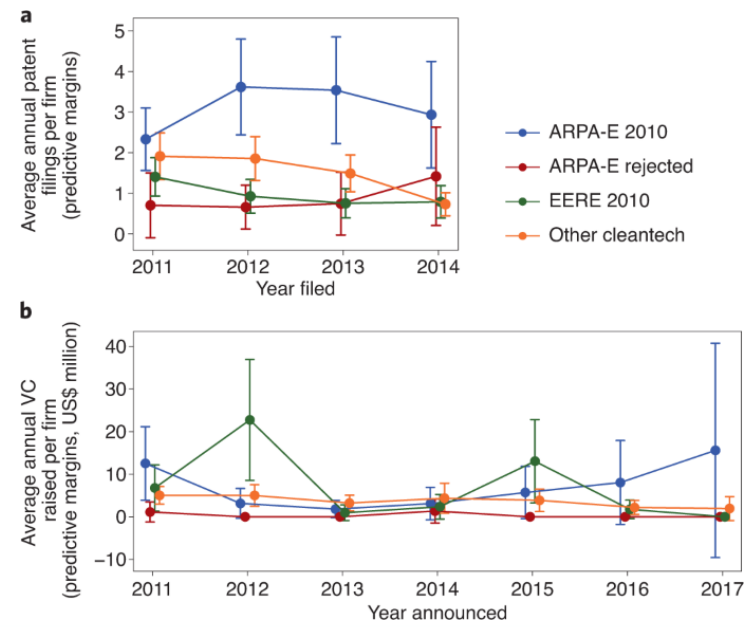 a
Average annual patent
filings per firm
(predictive margins)
5
4
3
2
1
0
2011 2012 2013 2014
Year filed
ARPA-E 2010
ARPA-E rejected
EERE 2010
Other cleantech
b
Average annual VC
raised per firm
(predictive margins, US$ million)
40
30
20
10
0
−10
2011 2012 2013 2014 2015 2016 2017
Year announced